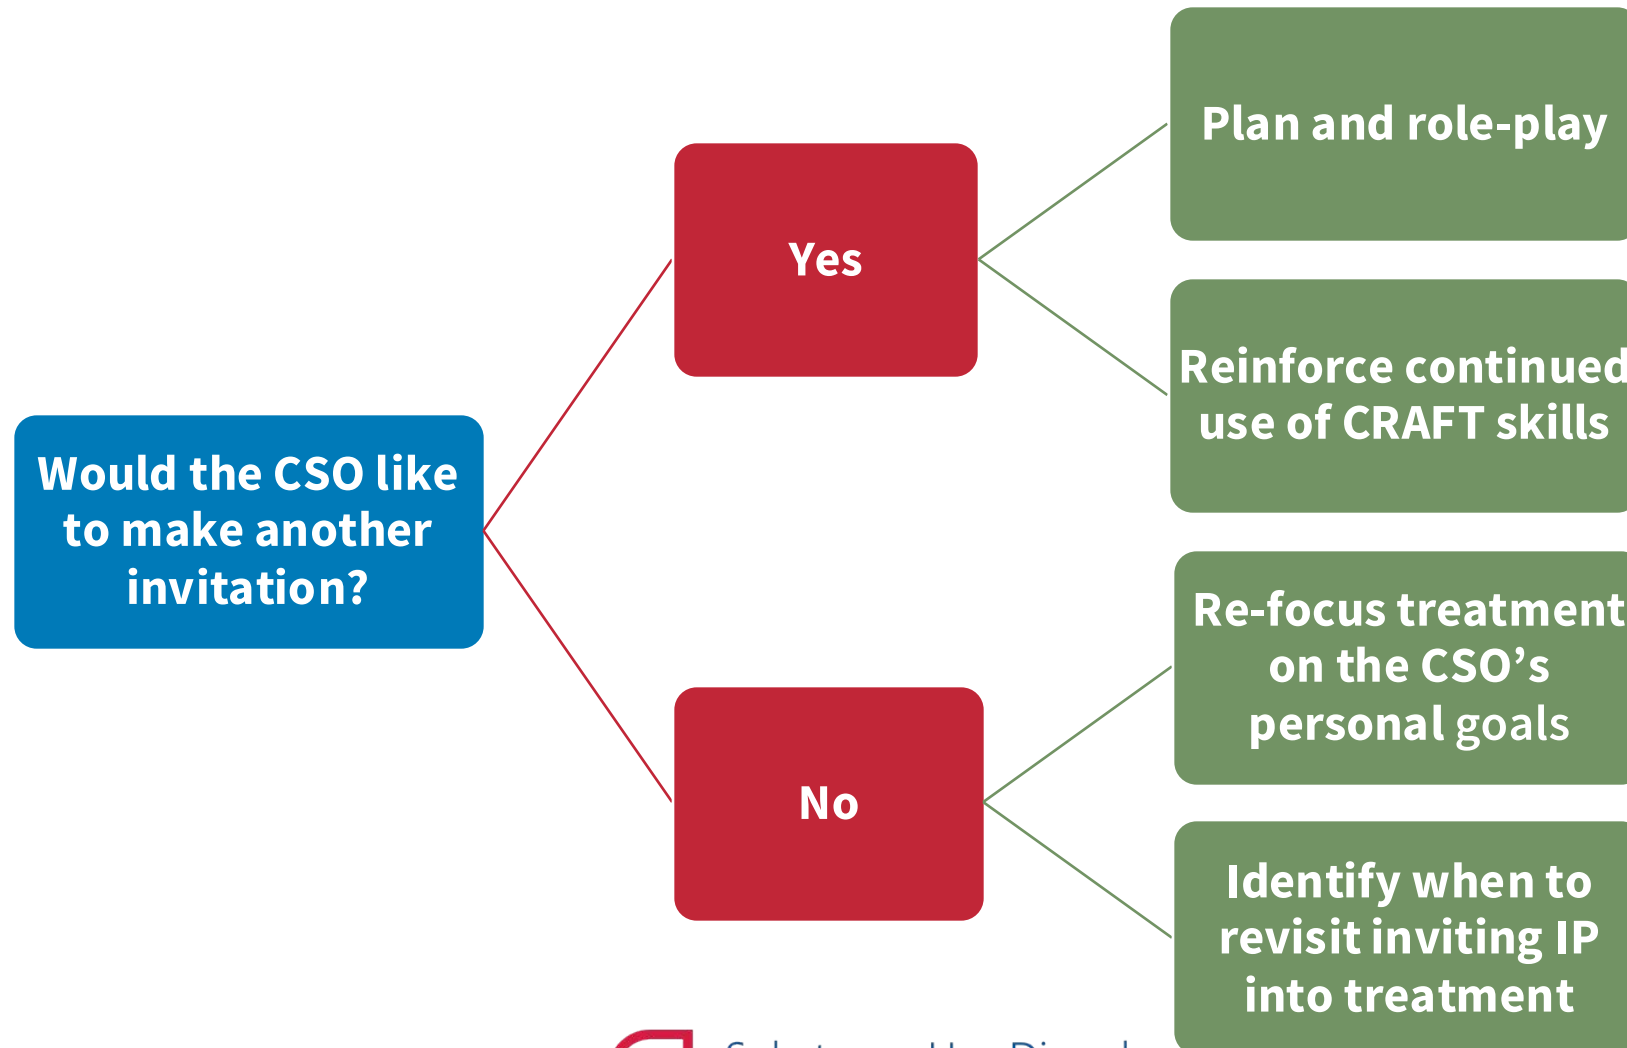 Would the CSO like
to make another
invitation?
Yes
No
Plan and role-play
Reinforce continued
use of CRAFT skills
Re-focus treatment
on the CSO’s
personal goals
Identify when to
revisit inviting IP
into treatment